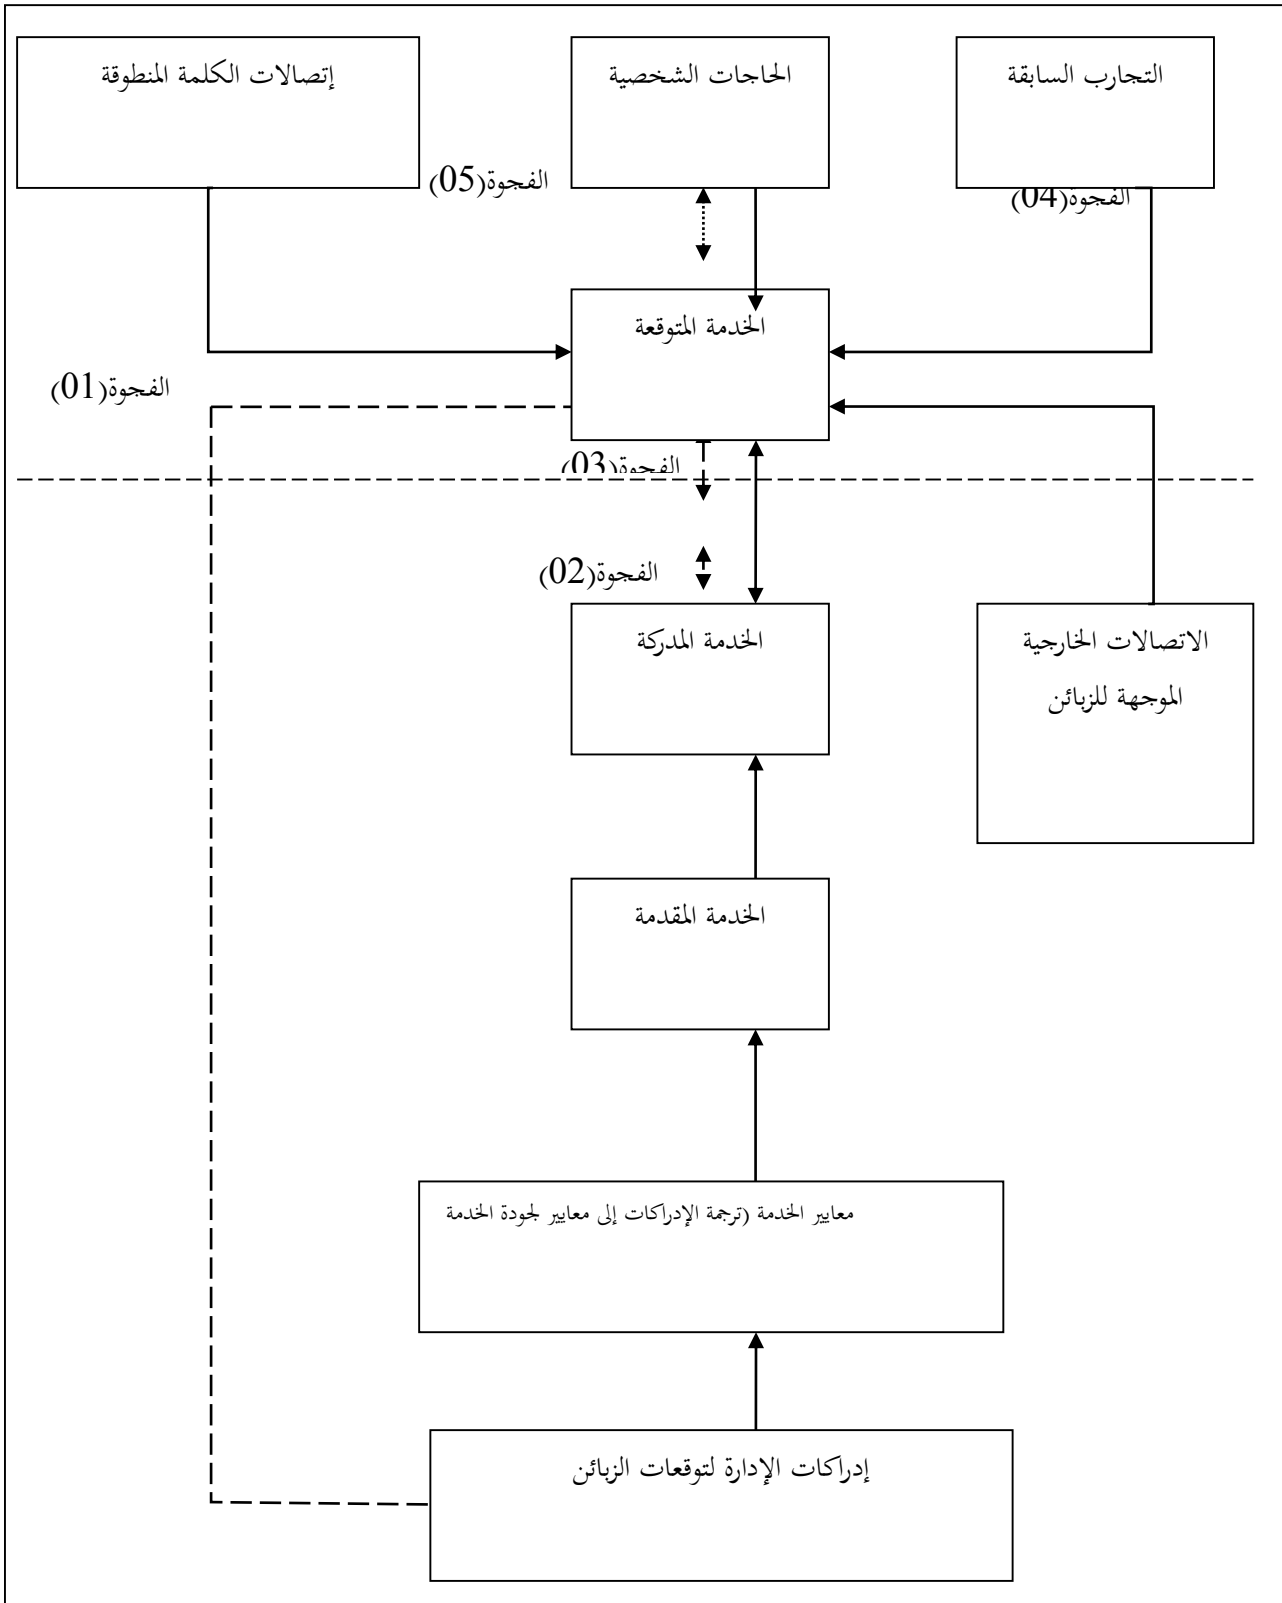 التجارب السابقة
الحاجات الشخصية
إتصالات الكلمة المنطوقة
الفجوة(04)
الفجوة(05)
الخدمة المتوقعة
الفجوة(01)
الفجوة(03)
الفجوة(02)
الخدمة المدركة
الاتصالات الخارجية
الموجهة للزبائن
الخدمة المقدمة
معايير الخدمة (ترجمة الإدراكات إلى معايير لجودة الخدمة
إدراكات الإدارة لتوقعات الزبائن